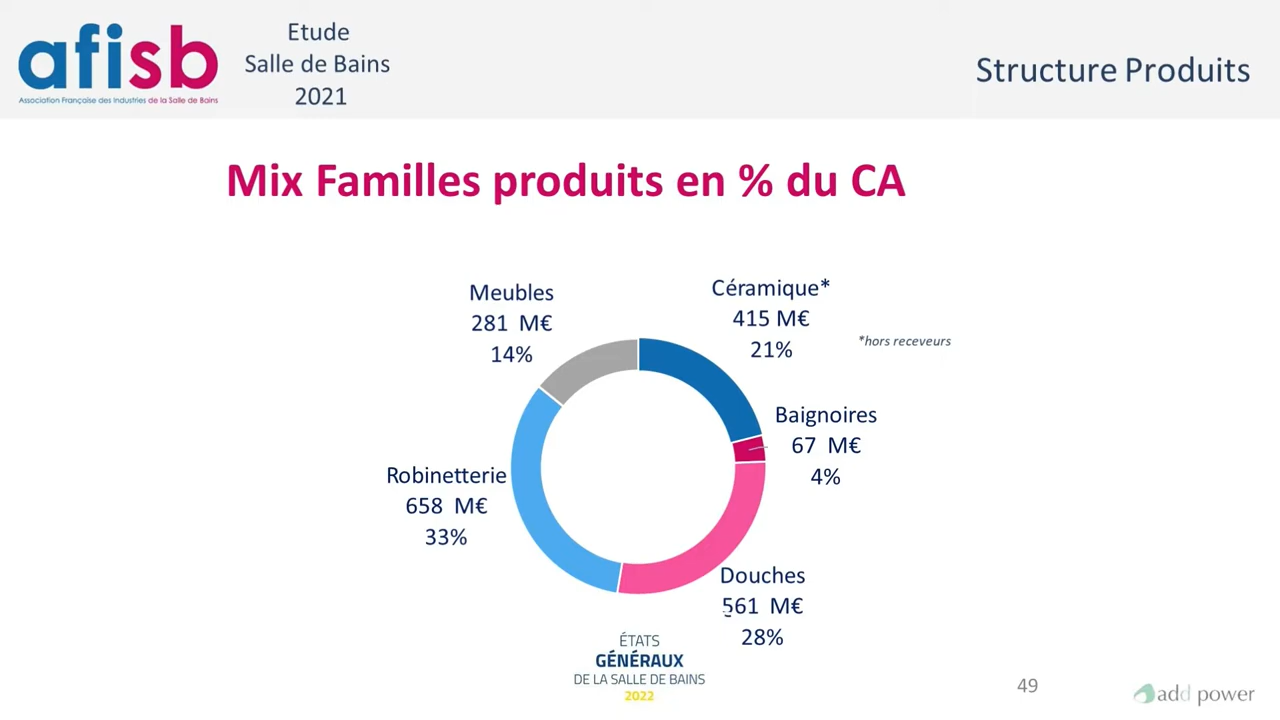 afisb
Association Française des Industries de la Salle de Bains
Etude
Salle de Bains
2021
Structure Produits
Mix Familles produits en % du CA
Meubles
281 M€
14%
Céramique*
415 M€
21%
*hors receveurs
Baignoires
67 M€
4%
Robinetterie
658 M€
33%
Douches
561 M€
28%
ÉTATS
GÉNÉRAUX
DE LA SALLE DE BAINS
2022
49
add power